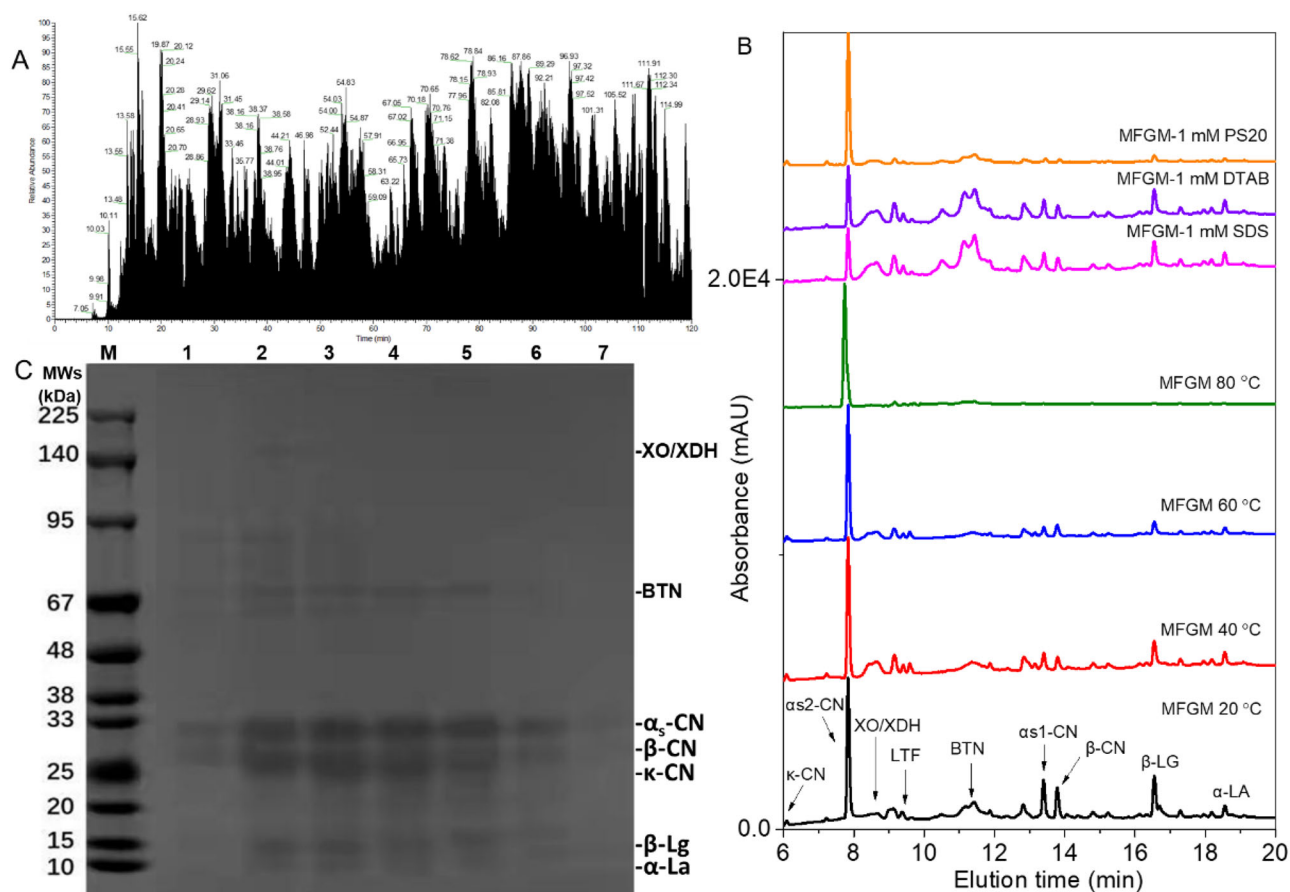 A
100
95
90
85
80
75
70
65
60
55
50
45
40
35
30
25
20
15
10
5
0
Relative Abundance
7.05
9.91
9.96
10.03
10.11
13.48
13.55
13.58
15.55
15.62
19.87
20.12
20.24
20.28
20.41
20.65
20.70
28.86
28.93
29.14
29.62
31.06
31.45
33.46
35.77
38.16
38.16
38.37
38.58
38.76
38.95
44.01
44.21
46.98
52.44
54.00
54.03
54.83
54.87
57.91
58.31
59.09
63.22
65.73
66.95
67.02
67.05
70.18
70.65
70.76
71.15
71.38
77.96
78.15
78.62
78.84
78.93
82.08
85.81
86.16
87.86
89.29
92.21
96.93
97.32
97.42
97.52
101.31
105.52
111.67
111.91
112.30
112.34
114.99
0 10 20 30 40 50 60 70 80 90 100 110 120
Time (min)
B
MFGM-1 mM PS20
MFGM-1 mM DTAB
MFGM-1 mM SDS
2.0E4
MFGM 80 °C
MFGM 60 °C
MFGM 40 °C
MFGM 20 °C
Absorbance (mAU)
κ-CN
αs2-CN
XO/XDH
LTF
BTN
αs1-CN
β-CN
β-LG
α-LA
0.0
6 8 10 12 14 16 18 20
Elution time (min)
C
MWs
(kDa)
M 1 2 3 4 5 6 7
225
140
95
67
48
38
33
25
20
15
10
-XO/XDH
-BTN
-αs-CN
-β-CN
-κ-CN
-β-Lg
-α-La